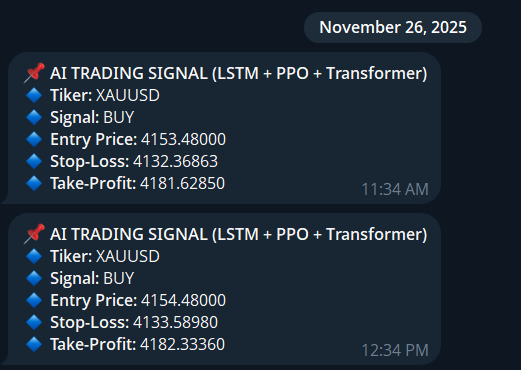 November 26, 2025
📌 AI TRADING SIGNAL (LSTM + PPO + Transformer)
🔷 Tiker: XAUUSD
🔷 Signal: BUY
🔷 Entry Price: 4153.48000
🔷 Stop-Loss: 4132.36863
🔷 Take-Profit: 4181.62850
11:34 AM
📌 AI TRADING SIGNAL (LSTM + PPO + Transformer)
🔷 Tiker: XAUUSD
🔷 Signal: BUY
🔷 Entry Price: 4154.48000
🔷 Stop-Loss: 4133.58980
🔷 Take-Profit: 4182.33360
12:34 PM